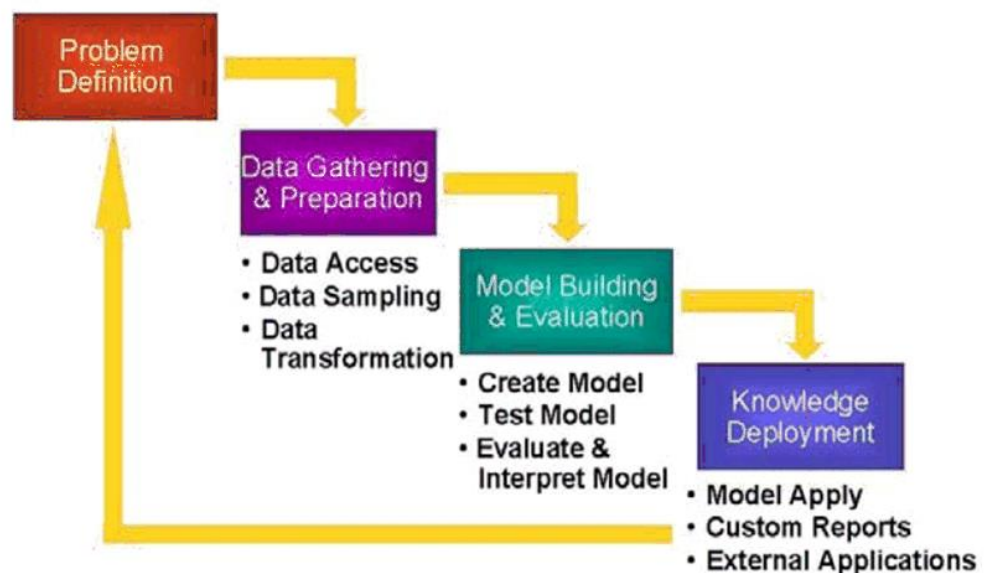 Problem
Definition
Data Gathering
& Preparation
• Data Access
• Data Sampling
• Data
Transformation
Model Building
& Evaluation
• Create Model
• Test Model
• Evaluate &
Interpret Model
Knowledge
Deployment
• Model Apply
• Custom Reports
• External Applications